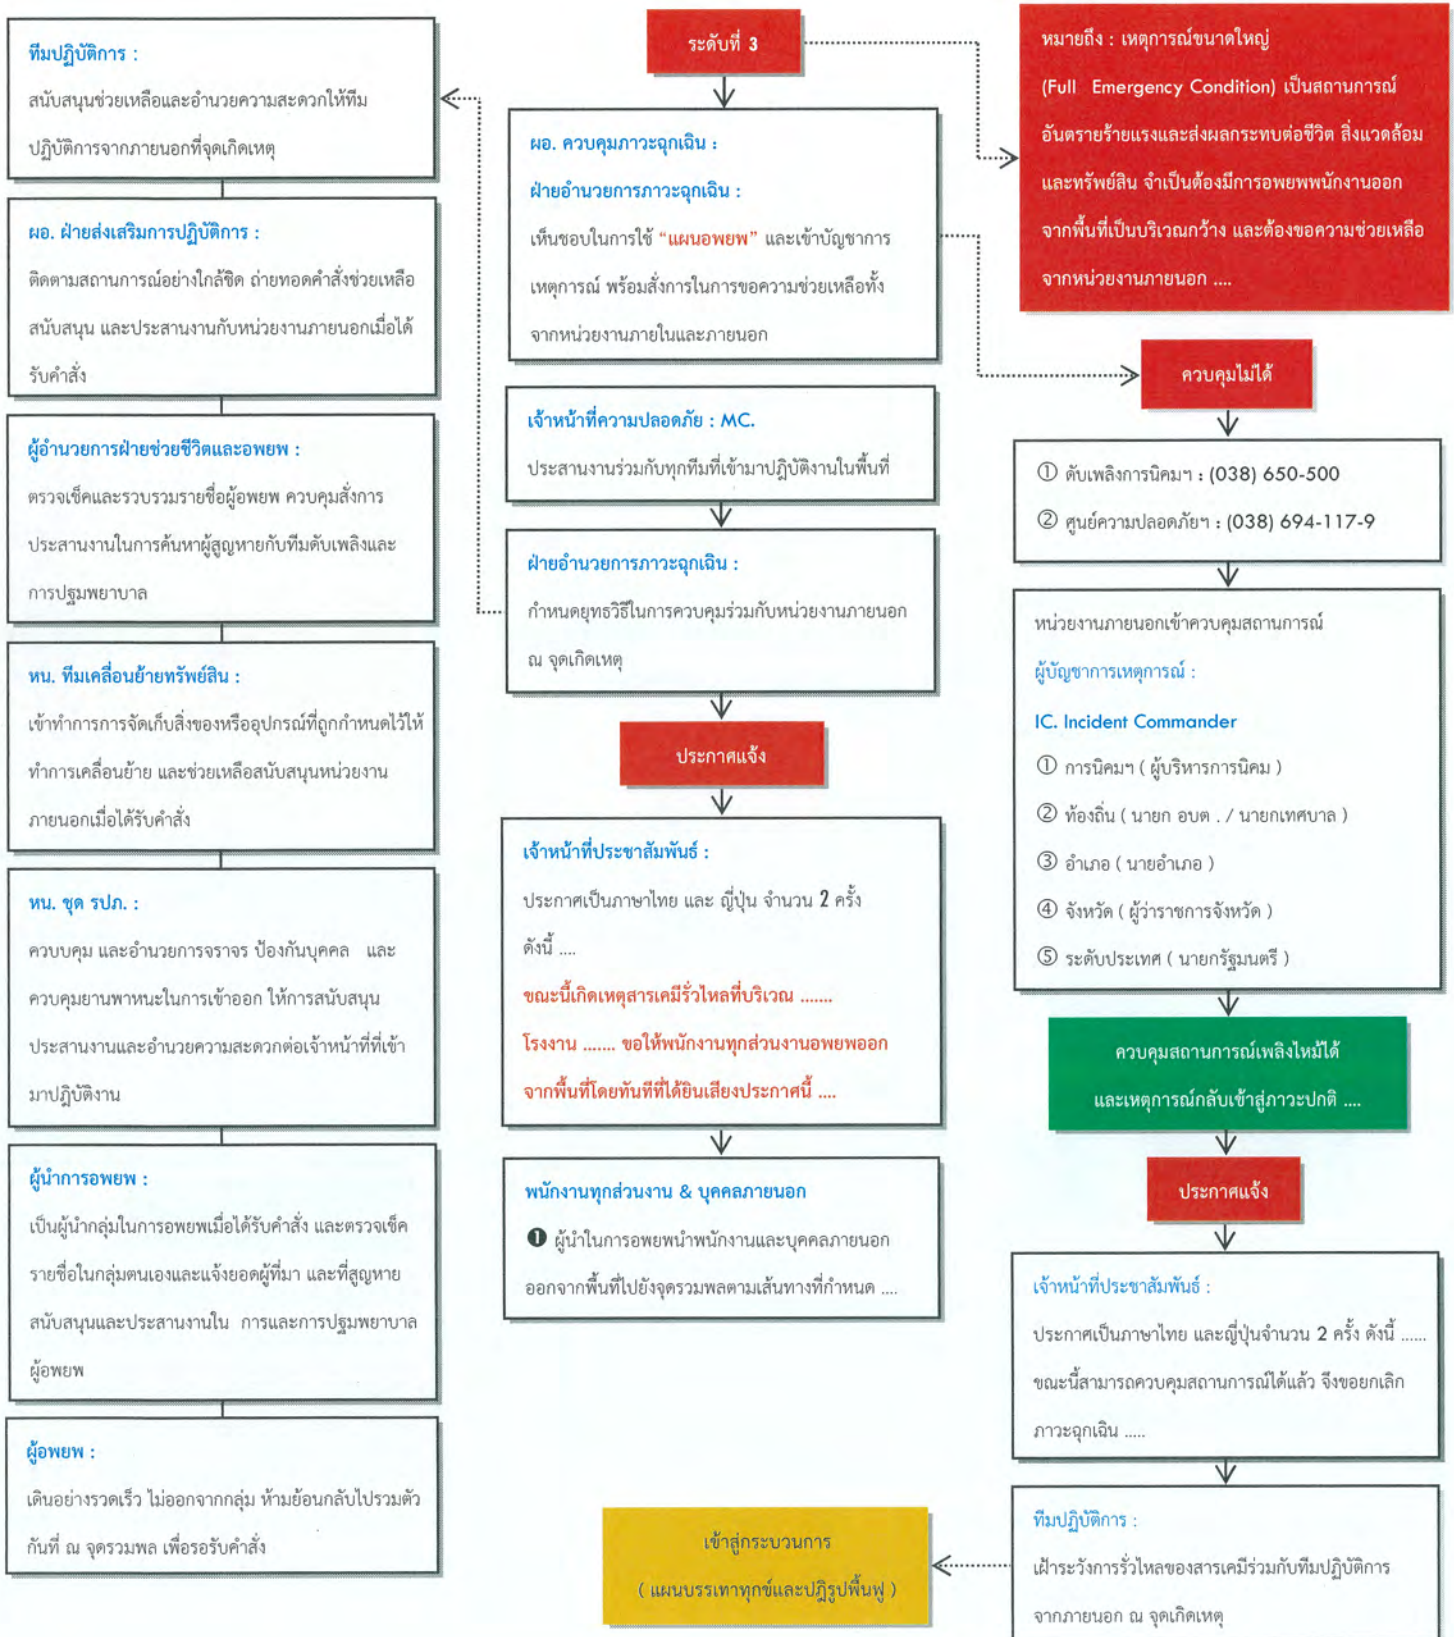 ทีมปฏิบัติการ :
สนับสนุนช่วยเหลือและอำนวยความสะดวกให้ทีม
ปฏิบัติการจากภายนอกที่จุดเกิดเหตุ
ผอ. ฝ่ายส่งเสริมการปฏิบัติการ :
ติดตามสถานการณ์อย่างใกล้ชิด ถ่ายทอดคำสั่งช่วยเหลือ
สนับสนุน และประสานงานกับหน่วยงานภายนอกเมื่อได้
รับคำสั่ง
ผู้อำนวยการฝ่ายช่วยชีวิตและอพยพ :
ตรวจเช็คและรวบรวมรายชื่อผู้อพยพ ควบคุมสั่งการ
ประสานงานในการค้นหาผู้สูญหายกับทีมดับเพลิงและ
การปฐมพยาบาล
หน. ทีมเคลื่อนย้ายทรัพย์สิน :
เข้าทำการการจัดเก็บสิ่งของหรืออุปกรณ์ที่ถูกกำหนดไว้ให้
ทำการเคลื่อนย้าย และช่วยเหลือสนับสนุนหน่วยงาน
ภายนอกเมื่อได้รับคำสั่ง
หน. ชุด รปภ. :
ควบบคุม และอำนวยการจราจร ป้องกันบุคคล และ
ควบคุมยานพาหนะในการเข้าออก ให้การสนับสนุน
ประสานงานและอำนวยความสะดวกต่อเจ้าหน้าที่ที่เข้า
มาปฎิบัติงาน
ผู้นำการอพยพ :
เป็นผู้นำกลุ่มในการอพยพเมื่อได้รับคำสั่ง และตรวจเช็ค
รายชื่อในกลุ่มตนเองและแจ้งยอดผู้ที่มา และที่สูญหาย
สนับสนุนและประสานงานใน การและการปฐมพยาบาล
ผู้อพยพ
ผู้อพยพ :
เดินอย่างรวดเร็ว ไม่ออกจากกลุ่ม ห้ามย้อนกลับไปรวมตัว
กันที่ ณ จุดรวมพล เพื่อรอรับคำสั่ง
ระดับที่ 3
ผอ. ควบคุมภาวะฉุกเฉิน :
ฝ่ายอำนวยการภาวะฉุกเฉิน :
เห็นชอบในการใช้ “แผนอพยพ” และเข้าบัญชาการ
เหตุการณ์ พร้อมสั่งการในการขอความช่วยเหลือทั้ง
จากหน่วยงานภายในและภายนอก
เจ้าหน้าที่ความปลอดภัย : MC.
ประสานงานร่วมกับทุกทีมที่เข้ามาปฎิบัติงานในพื้นที่
ฝ่ายอำนวยการภาวะฉุกเฉิน :
กำหนดยุทธวิธีในการควบคุมร่วมกับหน่วยงานภายนอก
ณ จุดเกิดเหตุ
ประกาศแจ้ง
เจ้าหน้าที่ประชาสัมพันธ์ :
ประกาศเป็นภาษาไทย และ ญี่ปุ่น จำนวน 2 ครั้ง
ดังนี้ ....
ขณะนี้เกิดเหตุสารเคมีรั่วไหลที่บริเวณ .......
โรงงาน ....... ขอให้พนักงานทุกส่วนงานอพยพออก
จากพื้นที่โดยทันทีที่ได้ยินเสียงประกาศนี้ ....
พนักงานทุกส่วนงาน & บุคคลภายนอก
❶ ผู้นำในการอพยพนำพนักงานและบุคคลภายนอก
ออกจากพื้นที่ไปยังจุดรวมพลตามเส้นทางที่กำหนด ....
หมายถึง : เหตุการณ์ขนาดใหญ่
(Full Emergency Condition) เป็นสถานการณ์
อันตรายร้ายแรงและส่งผลกระทบต่อชีวิต สิ่งแวดล้อม
และทรัพย์สิน จำเป็นต้องมีการอพยพพนักงานออก
จากพื้นที่เป็นบริเวณกว้าง และต้องขอความช่วยเหลือ
จากหน่วยงานภายนอก ....
ควบคุมไม่ได้
① ดับเพลิงการนิคมฯ : (038) 650-500
② ศูนย์ความปลอดภัยฯ : (038) 694-117-9
หน่วยงานภายนอกเข้าควบคุมสถานการณ์
ผู้บัญชาการเหตุการณ์ :
IC. Incident Commander
① การนิคมฯ ( ผู้บริหารการนิคม )
② ท้องถิ่น ( นายก อบต . / นายกเทศบาล )
③ อำเภอ ( นายอำเภอ )
④ จังหวัด ( ผู้ว่าราชการจังหวัด )
⑤ ระดับประเทศ ( นายกรัฐมนตรี )
ควบคุมสถานการณ์เพลิงไหม้ได้
และเหตุการณ์กลับเข้าสู่ภาวะปกติ ....
ประกาศแจ้ง
เจ้าหน้าที่ประชาสัมพันธ์ :
ประกาศเป็นภาษาไทย และญี่ปุ่นจำนวน 2 ครั้ง ดังนี้ ......
ขณะนี้สามารถควบคุมสถานการณ์ได้แล้ว จึงขอยกเลิก
ภาวะฉุกเฉิน .....
ทีมปฏิบัติการ :
เฝ้าระวังการรั่วไหลของสารเคมีร่วมกับทีมปฏิบัติการ
จากภายนอก ณ จุดเกิดเหตุ
เข้าสู่กระบวนการ
( แผนบรรเทาทุกข์และปฏิรูปพื้นฟู )